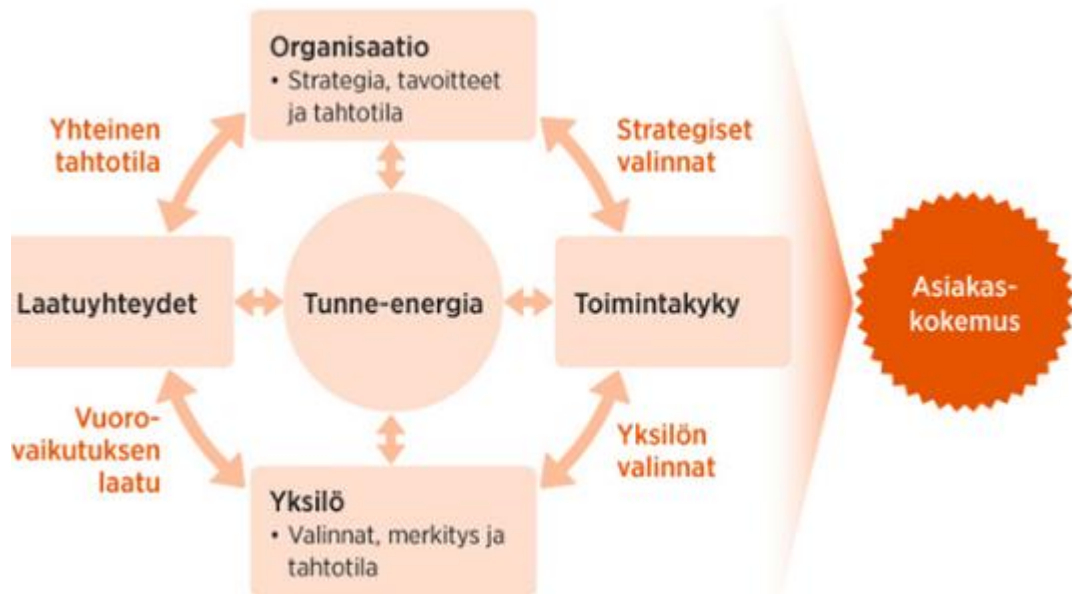 Organisaatio
• Strategia, tavoitteet
ja tahtotila
Yhteinen
tahtotila
Strategiset
valinnat
Laatuyhteydet
Tunne-energia
Toimintakyky
Asiakas-
kokemus
Vuoro-
vaikutuksen
laatu
Yksilön
valinnat
Yksilö
• Valinnat, merkitys ja
tahtotila